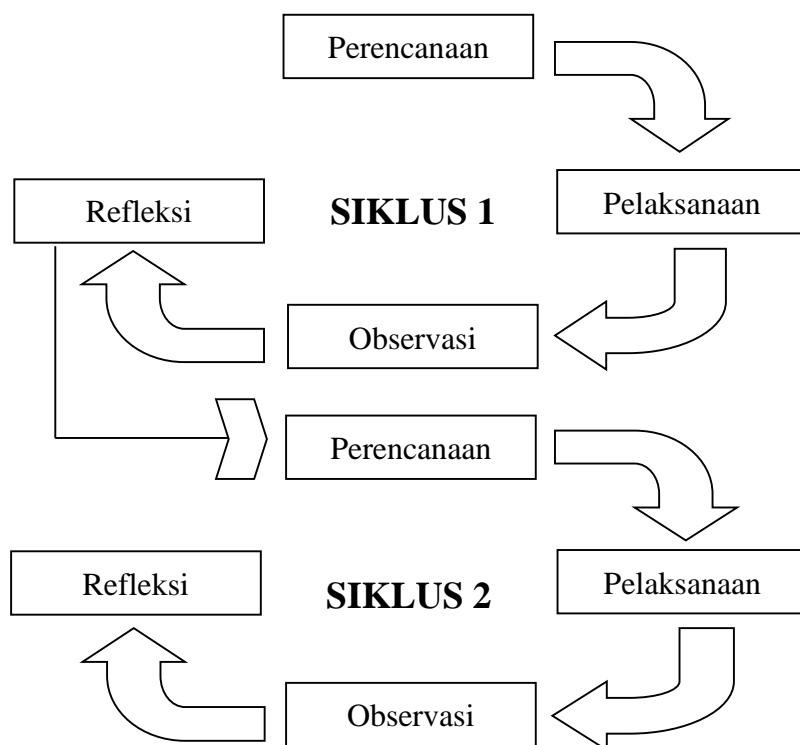 Perencanaan
Refleksi
SIKLUS 1
Pelaksanaan
Observasi
Perencanaan
Refleksi
SIKLUS 2
Pelaksanaan
Observasi